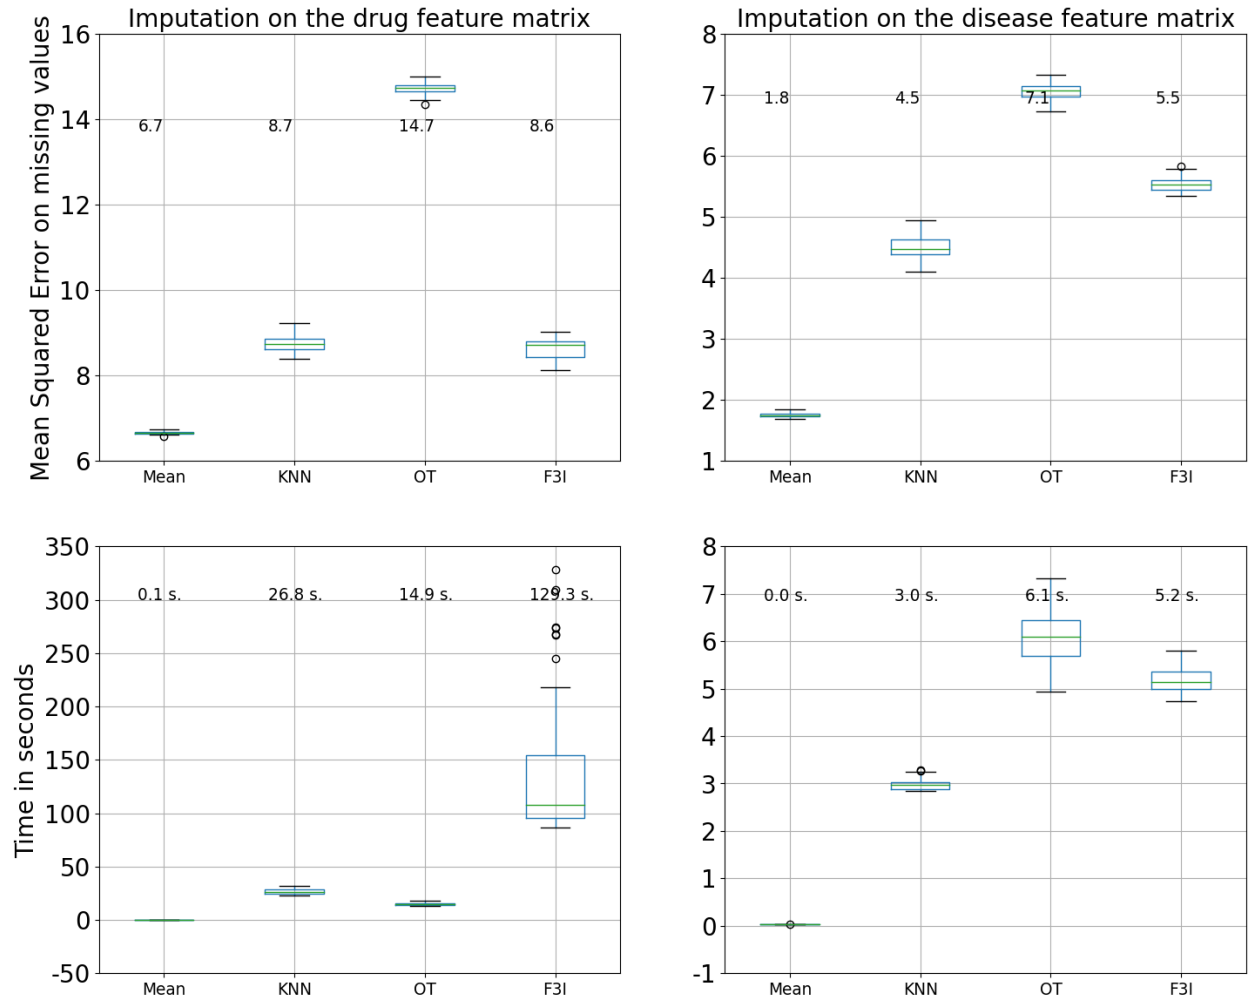 Imputation on the drug feature matrix
Mean Squared Error on missing values
16
14
12
10
8
6
6.7 8.7 14.7 8.6
Mean KNN OT F3I
Imputation on the disease feature matrix
8
7
6
5
4
3
2
1
1.8 4.5 7.1 5.5
Mean KNN OT F3I
Time in seconds
350
300
250
200
150
100
50
0
-50
0.1 s. 26.8 s. 14.9 s. 129.3 s.
Mean KNN OT F3I
8
7
6
5
4
3
2
1
0
-1
0.0 s. 3.0 s. 6.1 s. 5.2 s.
Mean KNN OT F3I